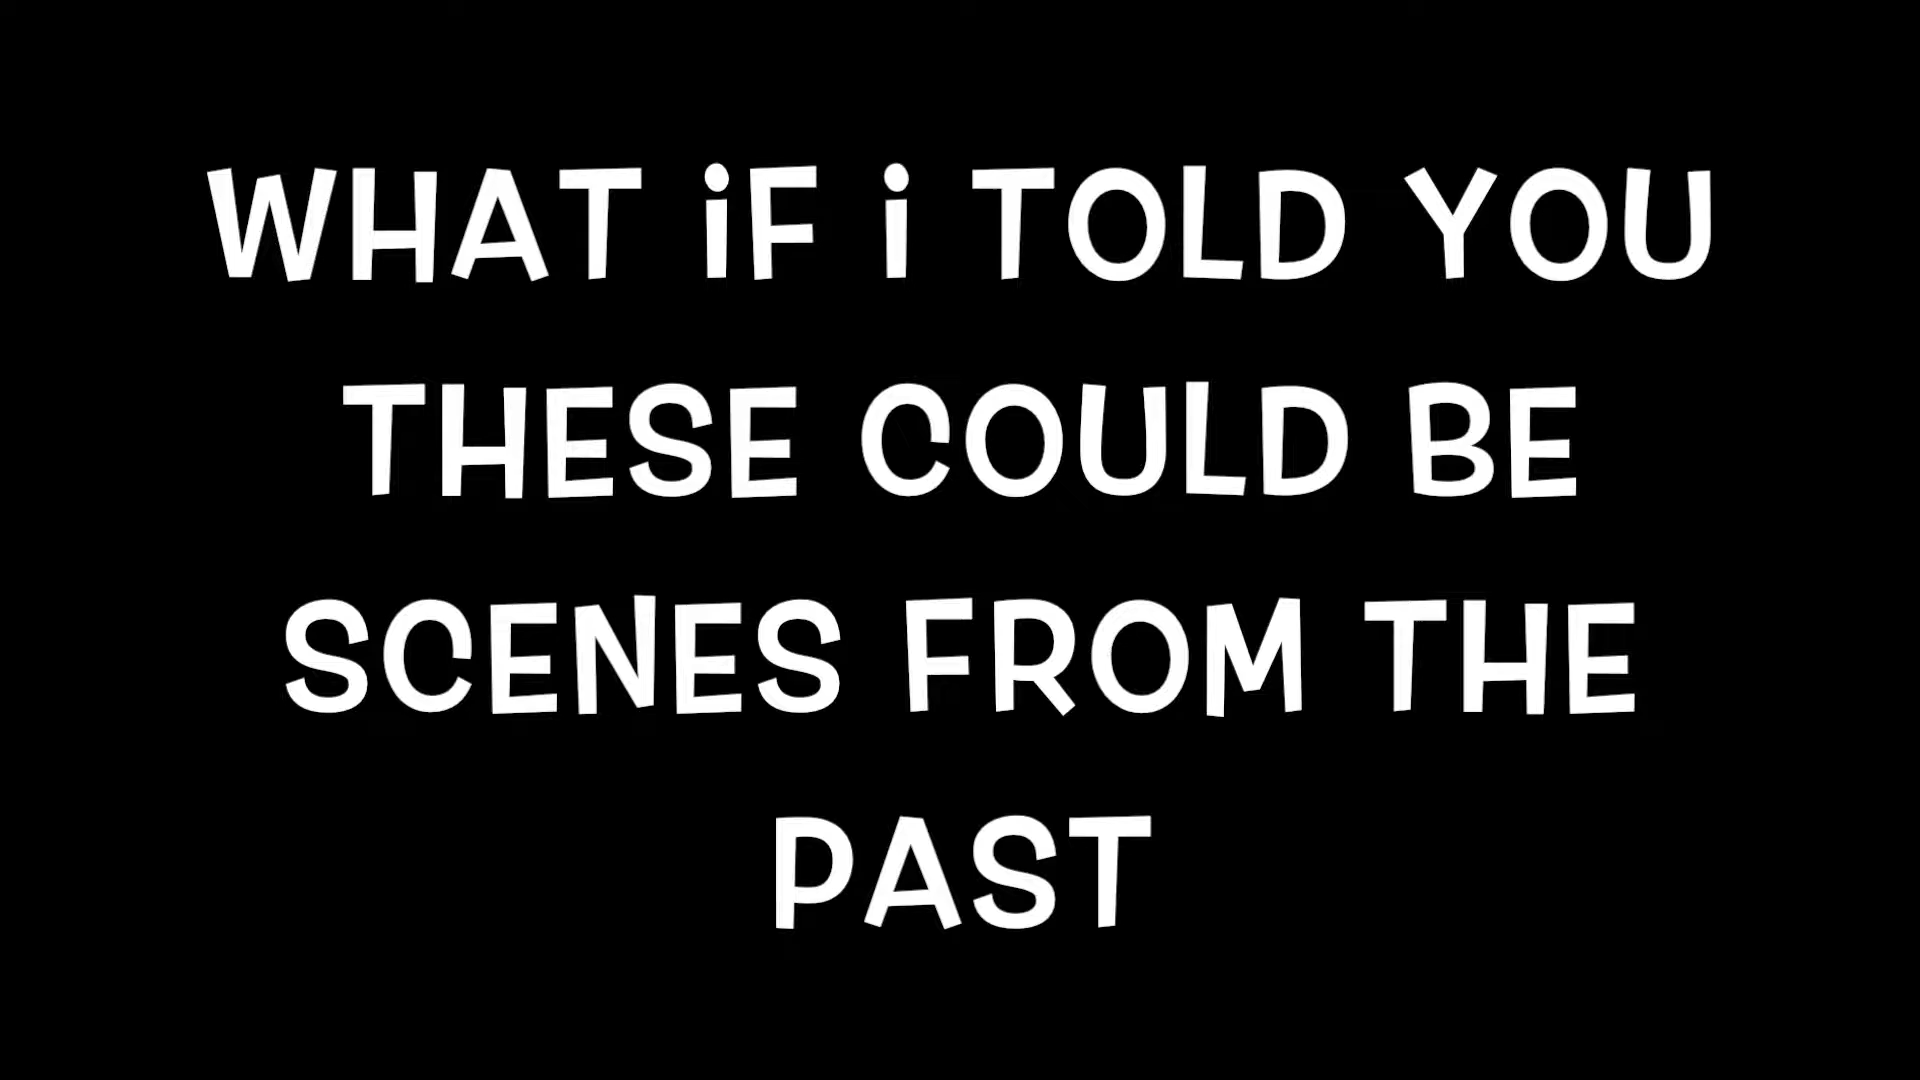 WHAT iF i TOLD YOU
THESE COULD BE
SCENES FROM THE
PAST